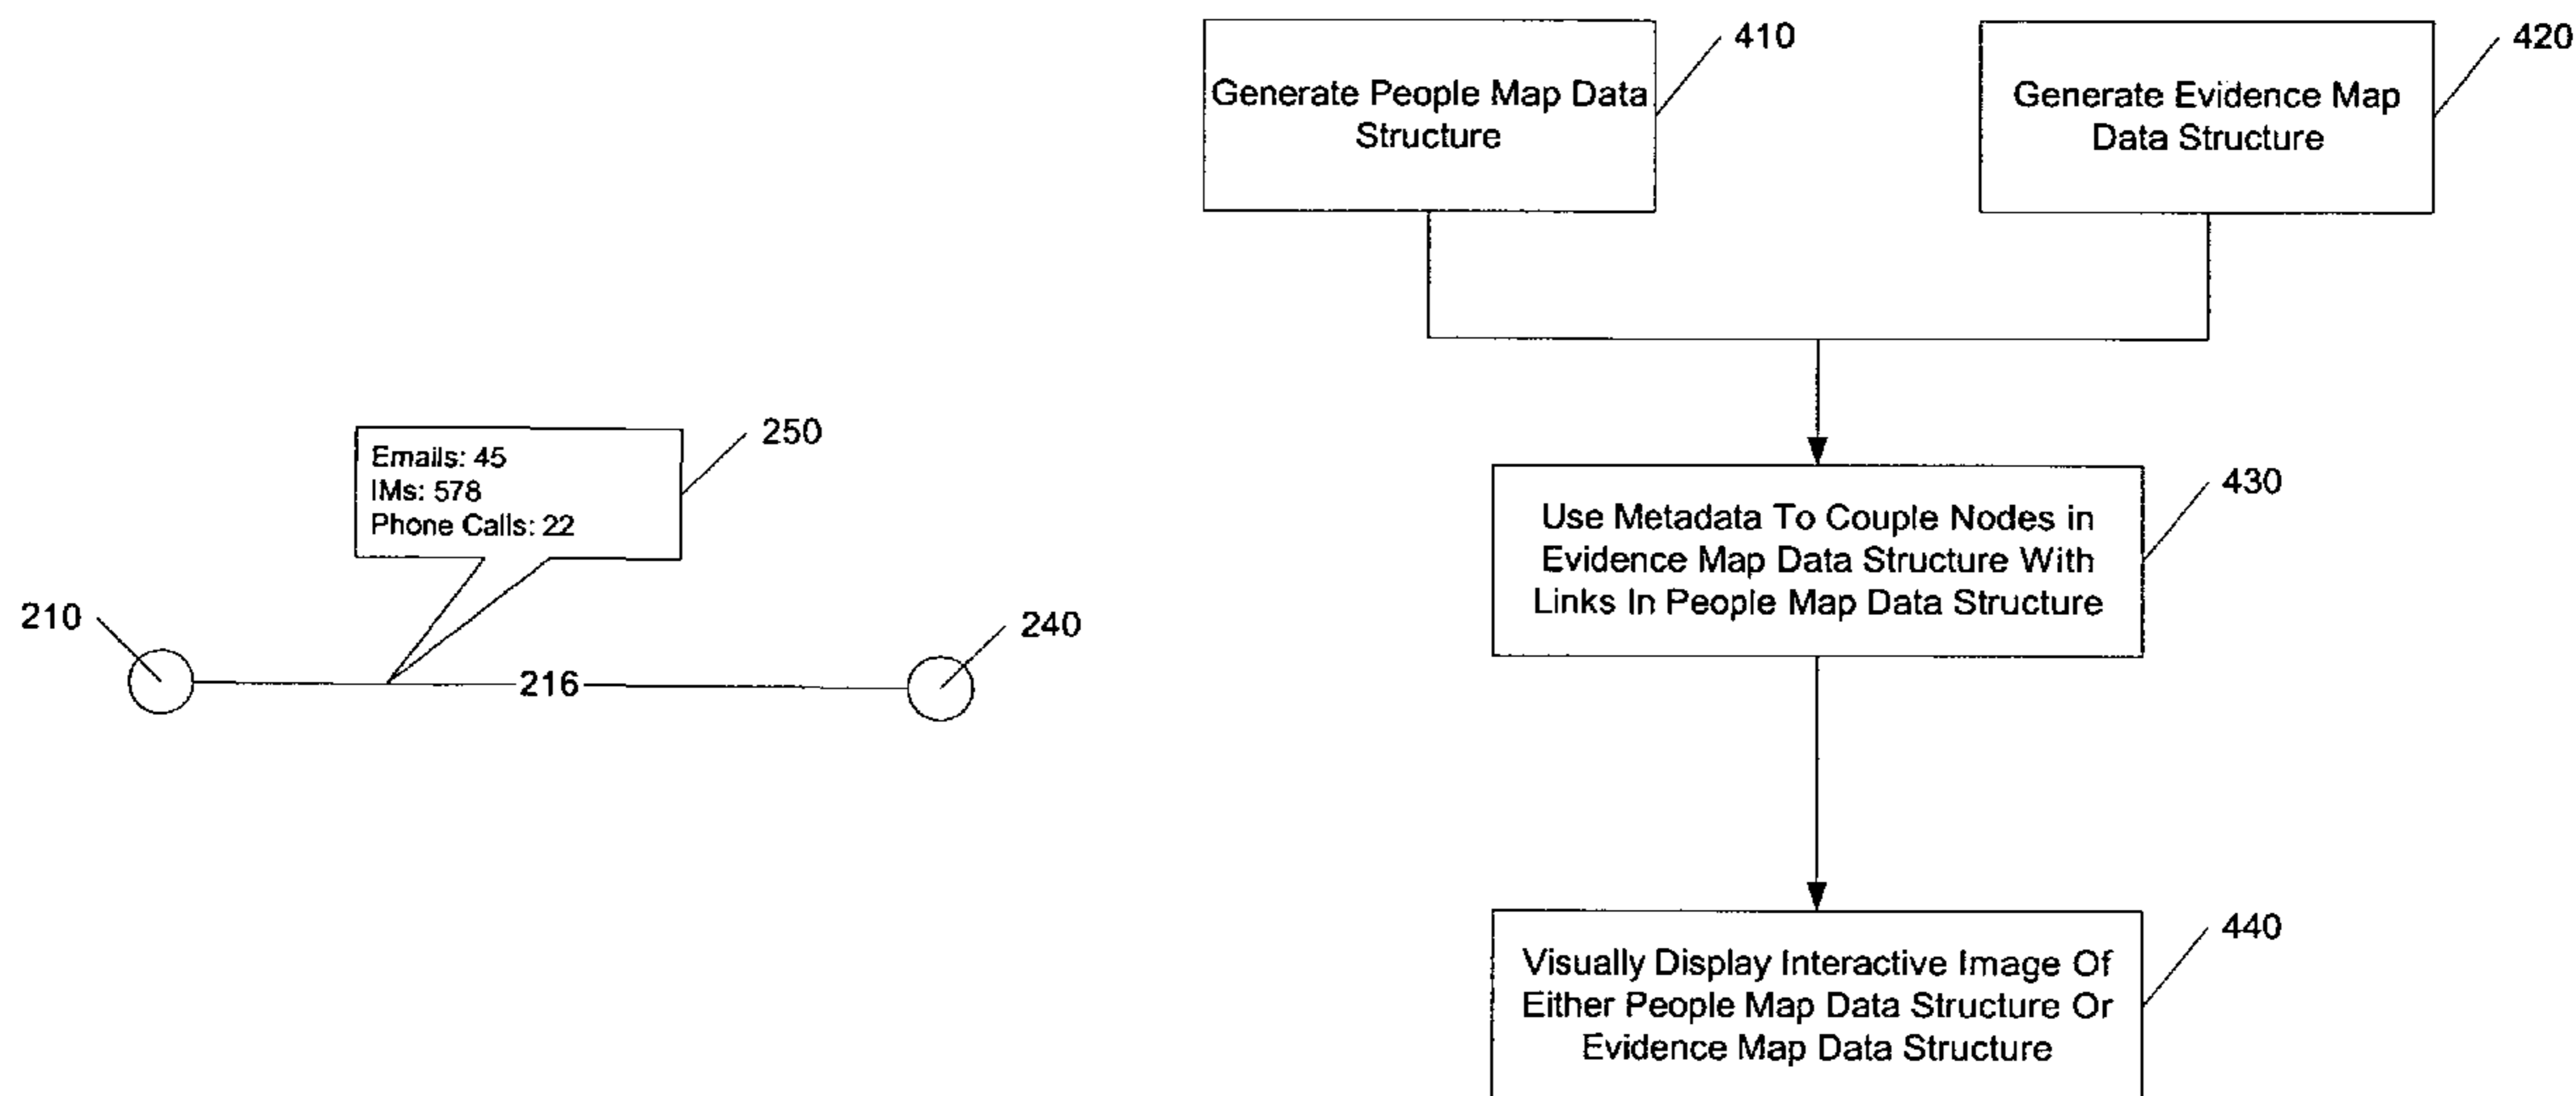 Emails: 45
IMs: 578
Phone Calls: 22
250
210
216
240
Generate People Map Data
Structure
410
Generate Evidence Map
Data Structure
420
Use Metadata To Couple Nodes in
Evidence Map Data Structure With
Links In People Map Data Structure
430
Visually Display Interactive Image Of
Either People Map Data Structure Or
Evidence Map Data Structure
440